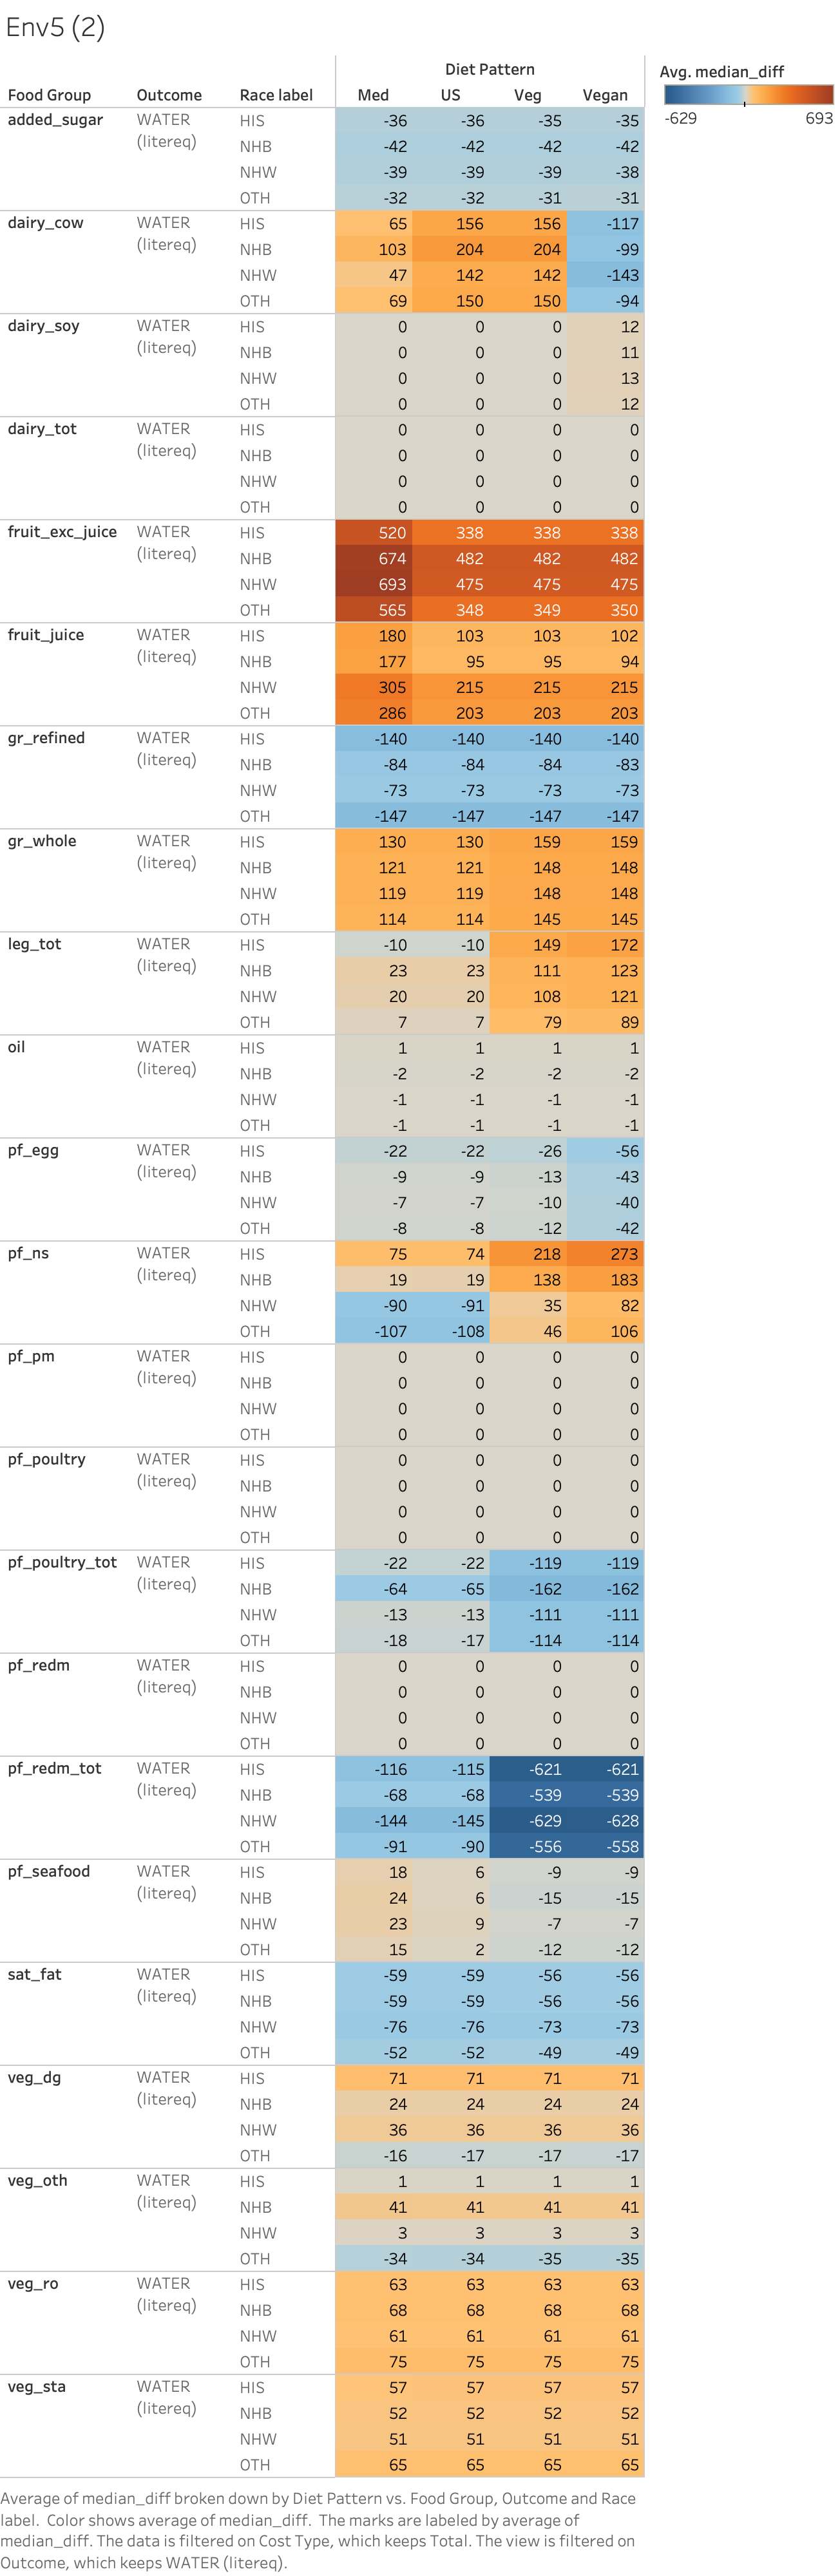 Env5 (2)
Diet Pattern
Food Group Outcome Race label Med US Veg Vegan
Avg. median_diff
-629 693
added_sugar WATER (litereq) HIS -36 -36 -35 -35
NHB -42 -42 -42 -42
NHW -39 -39 -39 -38
OTH -32 -32 -31 -31
dairy_cow WATER (litereq) HIS 65 156 156 -117
NHB 103 204 204 -99
NHW 47 142 142 -143
OTH 69 150 150 -94
dairy_soy WATER (litereq) HIS 0 0 0 12
NHB 0 0 0 11
NHW 0 0 0 13
OTH 0 0 0 12
dairy_tot WATER (litereq) HIS 0 0 0 0
NHB 0 0 0 0
NHW 0 0 0 0
OTH 0 0 0 0
fruit_exc_juice WATER (litereq) HIS 520 338 338 338
NHB 674 482 482 482
NHW 693 475 475 475
OTH 565 348 349 350
fruit_juice WATER (litereq) HIS 180 103 103 102
NHB 177 95 95 94
NHW 305 215 215 215
OTH 286 203 203 203
gr_refined WATER (litereq) HIS -140 -140 -140 -140
NHB -84 -84 -84 -83
NHW -73 -73 -73 -73
OTH -147 -147 -147 -147
gr_whole WATER (litereq) HIS 130 130 159 159
NHB 121 121 148 148
NHW 119 119 148 148
OTH 114 114 145 145
leg_tot WATER (litereq) HIS -10 -10 149 172
NHB 23 23 111 123
NHW 20 20 108 121
OTH 7 7 79 89
oil WATER (litereq) HIS 1 1 1 1
NHB -2 -2 -2 -2
NHW -1 -1 -1 -1
OTH -1 -1 -1 -1
pf_egg WATER (litereq) HIS -22 -22 -26 -56
NHB -9 -9 -13 -43
NHW -7 -7 -10 -40
OTH -8 -8 -12 -42
pf_ns WATER (litereq) HIS 75 74 218 273
NHB 19 19 138 183
NHW -90 -91 35 82
OTH -107 -108 46 106
pf_pm WATER (litereq) HIS 0 0 0 0
NHB 0 0 0 0
NHW 0 0 0 0
OTH 0 0 0 0
pf_poultry WATER (litereq) HIS 0 0 0 0
NHB 0 0 0 0
NHW 0 0 0 0
OTH 0 0 0 0
pf_poultry_tot WATER (litereq) HIS -22 -22 -119 -119
NHB -64 -65 -162 -162
NHW -13 -13 -111 -111
OTH -18 -17 -114 -114
pf_redm WATER (litereq) HIS 0 0 0 0
NHB 0 0 0 0
NHW 0 0 0 0
OTH 0 0 0 0
pf_redm_tot WATER (litereq) HIS -116 -115 -621 -621
NHB -68 -68 -539 -539
NHW -144 -145 -629 -628
OTH -91 -90 -556 -558
pf_seafood WATER (litereq) HIS 18 6 -9 -9
NHB 24 6 -15 -15
NHW 23 9 -7 -7
OTH 15 2 -12 -12
sat_fat WATER (litereq) HIS -59 -59 -56 -56
NHB -59 -59 -56 -56
NHW -76 -76 -73 -73
OTH -52 -52 -49 -49
veg_dg WATER (litereq) HIS 71 71 71 71
NHB 24 24 24 24
NHW 36 36 36 36
OTH -16 -17 -17 -17
veg_oth WATER (litereq) HIS 1 1 1 1
NHB 41 41 41 41
NHW 3 3 3 3
OTH -34 -34 -35 -35
veg_ro WATER (litereq) HIS 63 63 63 63
NHB 68 68 68 68
NHW 61 61 61 61
OTH 75 75 75 75
veg_sta WATER (litereq) HIS 57 57 57 57
NHB 52 52 52 52
NHW 51 51 51 51
OTH 65 65 65 65
Average of median_diff broken down by Diet Pattern vs. Food Group, Outcome and Race
label. Color shows average of median_diff. The marks are labeled by average of
median_diff. The data is filtered on Cost Type, which keeps Total. The view is filtered on
Outcome, which keeps WATER (litereq).